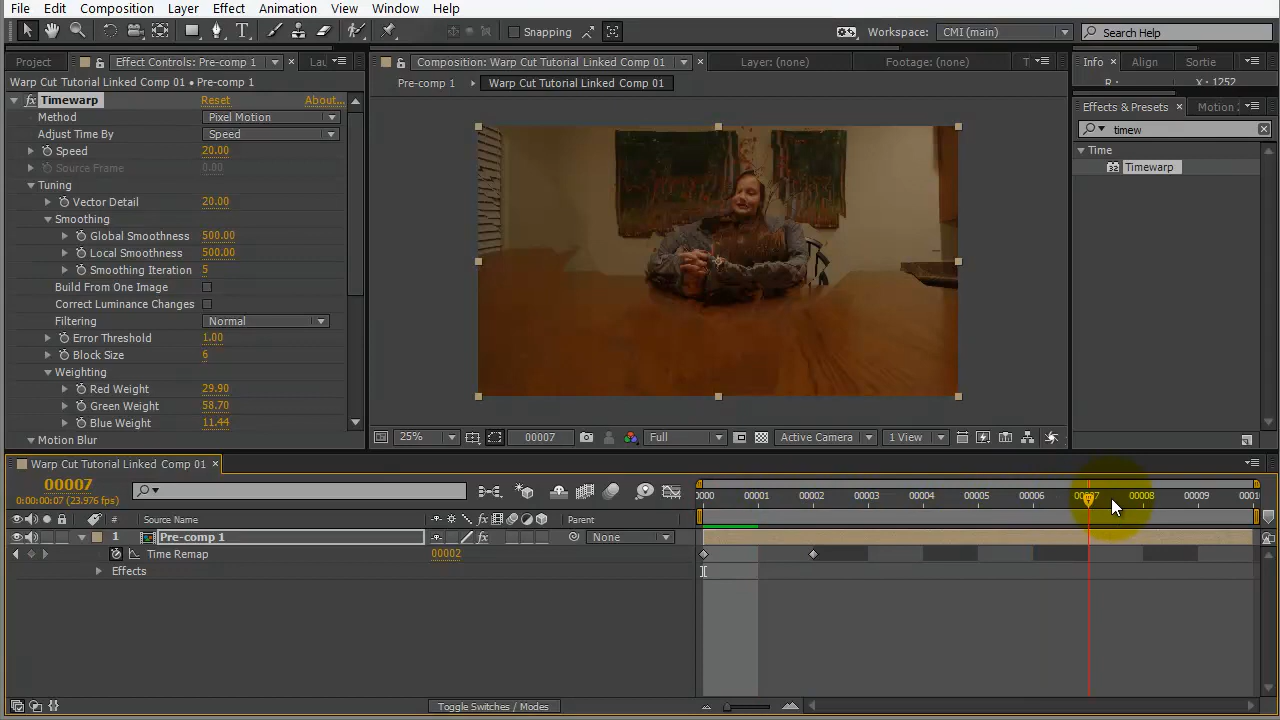 File Edit Composition Layer Effect Animation View Window Help
Snapping Workspace: CMI (main) Search Help
Project Effect Controls: Pre-comp 1 Composition: Warp Cut Tutorial Linked Comp 01 Layer: (none) Footage: (none) Info Align Sortie
Warp Cut Tutorial Linked Comp 01 • Pre-comp 1 Pre-comp 1 Warp Cut Tutorial Linked Comp 01 X: 1252
fx Timewarp Reset About... Effects & Presets Motion 2
Method Pixel Motion timew
Adjust Time By Speed
Speed 20.00 Time
Source Frame 0.00 32 Timewarp
Tuning
Vector Detail 20.00
Smoothing
Global Smoothness 500.00
Local Smoothness 500.00
Smoothing Iteration 5
Build From One Image
Correct Luminance Changes
Filtering Normal
Error Threshold 1.00
Block Size 6
Weighting
Red Weight 29.90
Green Weight 58.70
Blue Weight 11.44
Motion Blur 25% 00007 Full Active Camera 1 View
Warp Cut Tutorial Linked Comp 01
00007
0:00:00:07 (23.976 fps) 0000 00001 00002 00003 00004 00005 00006 00007 00008 00009
# Source Name fx Parent
1 Pre-comp 1 fx None
Time Remap 00002
Effects
Toggle Switches / Modes